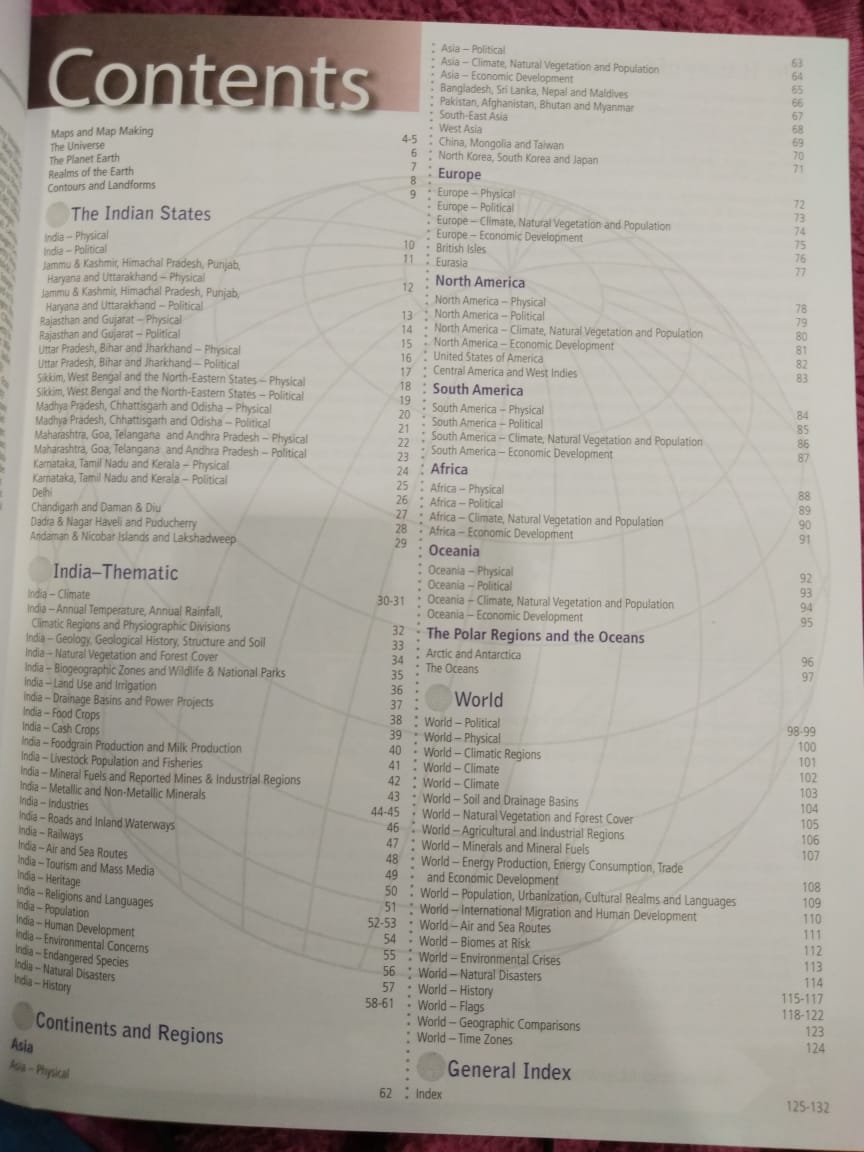 Contents
Maps and Map Making 4-5
The Universe 6
The Planet Earth 7
Realms of the Earth 8
Contours and Landforms 9
The Indian States
India – Physical 10
India – Political 11
Jammu & Kashmir, Himachal Pradesh, Punjab,
Haryana and Uttarakhand – Physical 12
Jammu & Kashmir, Himachal Pradesh, Punjab,
Haryana and Uttarakhand – Political 13
Rajasthan and Gujarat – Physical 14
Rajasthan and Gujarat – Political 15
Uttar Pradesh, Bihar and Jharkhand – Physical 16
Uttar Pradesh, Bihar and Jharkhand – Political 17
Sikkim, West Bengal and the North-Eastern States – Physical 18
Sikkim, West Bengal and the North-Eastern States – Political 19
Madhya Pradesh, Chhattisgarh and Odisha – Physical 20
Madhya Pradesh, Chhattisgarh and Odisha – Political 21
Maharashtra, Goa, Telangana and Andhra Pradesh – Physical 22
Maharashtra, Goa, Telangana and Andhra Pradesh – Political 23
Karnataka, Tamil Nadu and Kerala – Physical 24
Karnataka, Tamil Nadu and Kerala – Political 25
Delhi 26
Chandigarh and Daman & Diu 27
Dadra & Nagar Haveli and Puducherry 28
Andaman & Nicobar Islands and Lakshadweep 29
India–Thematic
India – Climate 30-31
India – Annual Temperature, Annual Rainfall,
Climatic Regions and Physiographic Divisions 32
India – Geology, Geological History, Structure and Soil 33
India – Natural Vegetation and Forest Cover 34
India – Biogeographic Zones and Wildlife & National Parks 35
India – Land Use and Irrigation 36
India – Drainage Basins and Power Projects 37
India – Food Crops 38
India – Cash Crops 39
India – Foodgrain Production and Milk Production 40
India – Livestock Population and Fisheries 41
India – Mineral Fuels and Reported Mines & Industrial Regions 42
India – Metallic and Non-Metallic Minerals 43
India – Industries 44-45
India – Roads and Inland Waterways 46
India – Railways 47
India – Air and Sea Routes 48
India – Tourism and Mass Media 49
India – Heritage 50
India – Religions and Languages 51
India – Population 52-53
India – Human Development 54
India – Environmental Concerns 55
India – Endangered Species 56
India – Natural Disasters 57
India – History 58-61
Continents and Regions
Asia
Asia – Physical 62
Asia – Political 63
Asia – Climate, Natural Vegetation and Population 64
Asia – Economic Development 65
Bangladesh, Sri Lanka, Nepal and Maldives 66
Pakistan, Afghanistan, Bhutan and Myanmar 67
South-East Asia 68
West Asia 69
China, Mongolia and Taiwan 70
North Korea, South Korea and Japan 71
Europe
Europe – Physical 72
Europe – Political 73
Europe – Climate, Natural Vegetation and Population 74
Europe – Economic Development 75
British Isles 76
Eurasia 77
North America
North America – Physical 78
North America – Political 79
North America – Climate, Natural Vegetation and Population 80
North America – Economic Development 81
United States of America 82
Central America and West Indies 83
South America
South America – Physical 84
South America – Political 85
South America – Climate, Natural Vegetation and Population 86
South America – Economic Development 87
Africa
Africa – Physical 88
Africa – Political 89
Africa – Climate, Natural Vegetation and Population 90
Africa – Economic Development 91
Oceania
Oceania – Physical 92
Oceania – Political 93
Oceania – Climate, Natural Vegetation and Population 94
Oceania – Economic Development 95
The Polar Regions and the Oceans
Arctic and Antarctica 96
The Oceans 97
World
World – Political 98-99
World – Physical 100
World – Climatic Regions 101
World – Climate 102
World – Climate 103
World – Soil and Drainage Basins 104
World – Natural Vegetation and Forest Cover 105
World – Agricultural and Industrial Regions 106
World – Minerals and Mineral Fuels 107
World – Energy Production, Energy Consumption, Trade
and Economic Development 108
World – Population, Urbanization, Cultural Realms and Languages 109
World – International Migration and Human Development 110
World – Air and Sea Routes 111
World – Biomes at Risk 112
World – Environmental Crises 113
World – Natural Disasters 114
World – History 115-117
World – Flags 118-122
World – Geographic Comparisons 123
World – Time Zones 124
General Index
Index 125-132